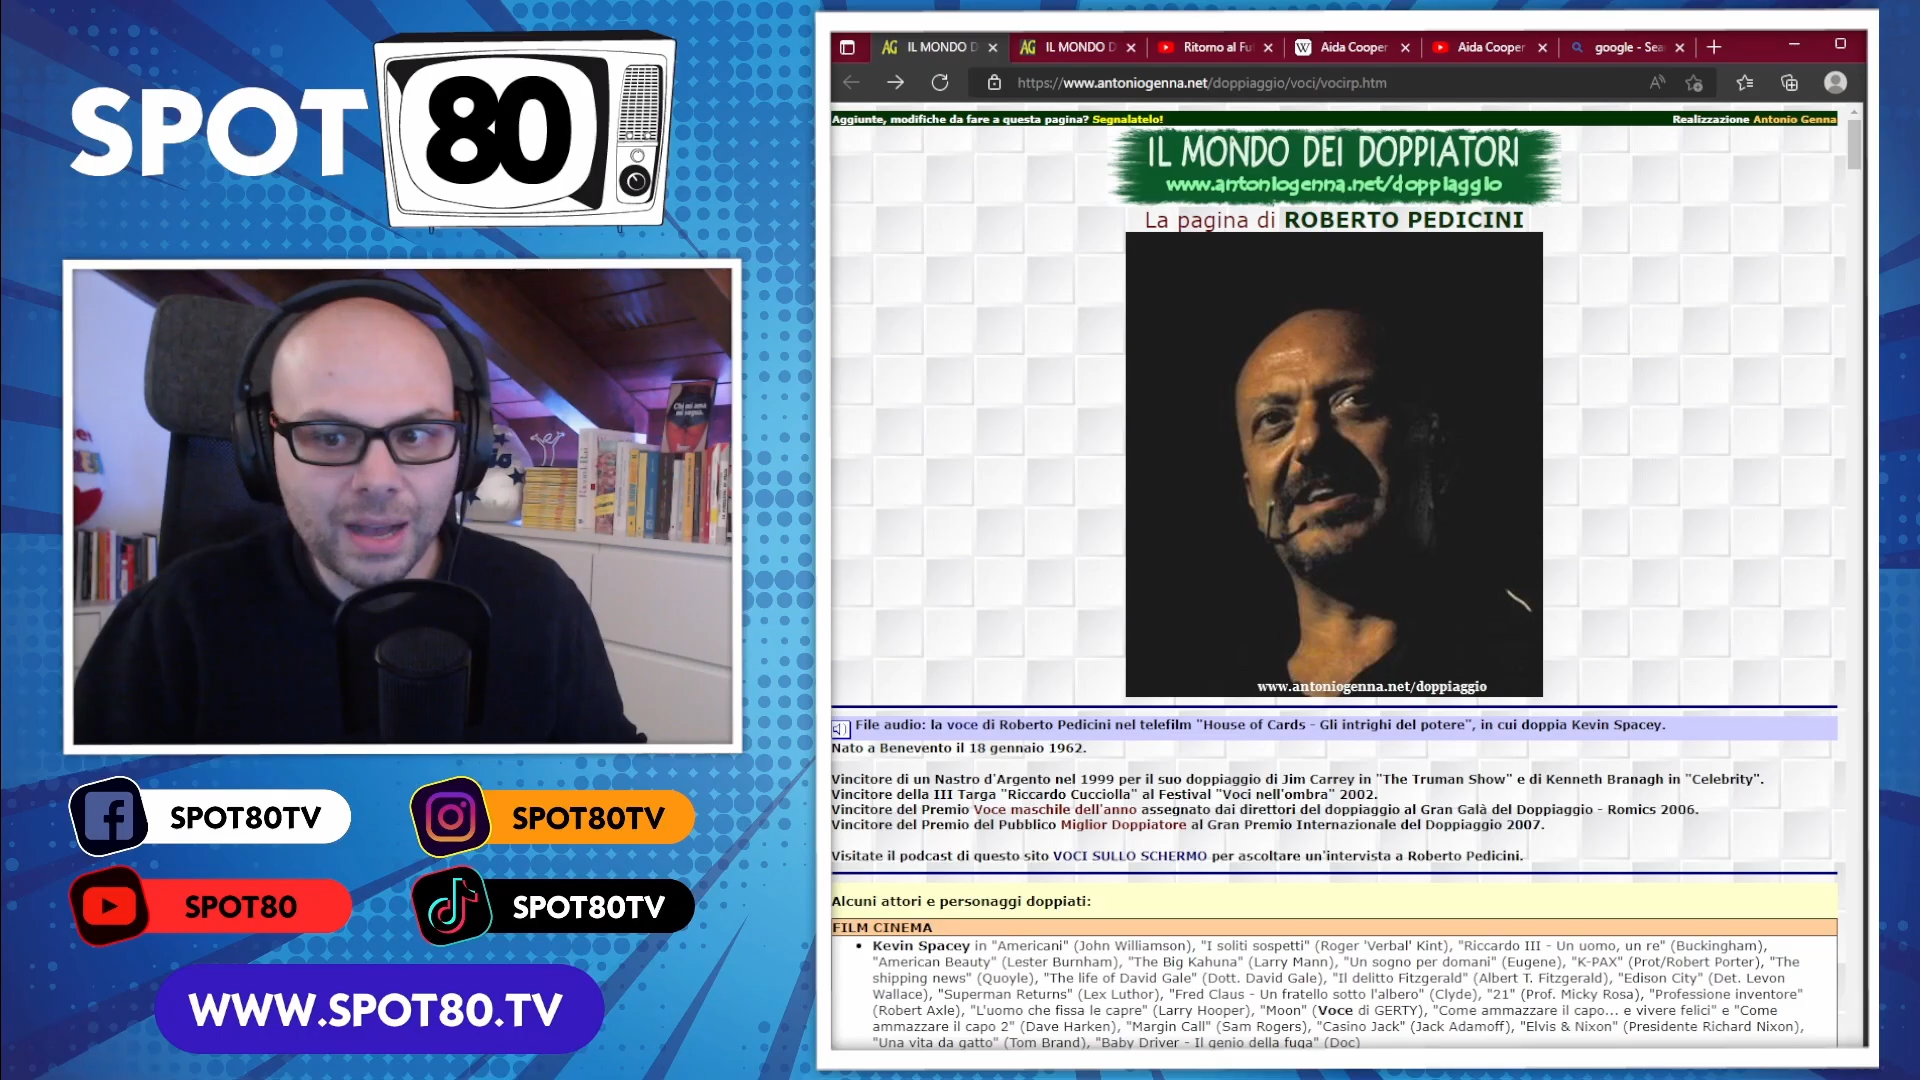 SPOT 80
Chi mi ama
mi segua.
SPOT80TV
SPOT80TV
SPOT80
SPOT80TV
WWW.SPOT80.TV
IL MONDO D
IL MONDO D
Ritorno al Fu
Aida Cooper
Aida Cooper
google - Sea
https://www.antoniogenna.net/doppiaggio/voci/vocirp.htm
Aggiunte, modifiche da fare a questa pagina? Segnalatelo!
Realizzazione Antonio Genna
IL MONDO DEI DOPPIATORI
www.antoniogenna.net/doppiaggio
La pagina di ROBERTO PEDICINI
www.antoniogenna.net/doppiaggio
File audio: la voce di Roberto Pedicini nel telefilm "House of Cards - Gli intrighi del potere", in cui doppia Kevin Spacey.
Nato a Benevento il 18 gennaio 1962.
Vincitore di un Nastro d'Argento nel 1999 per il suo doppiaggio di Jim Carrey in "The Truman Show" e di Kenneth Branagh in "Celebrity".
Vincitore della III Targa "Riccardo Cucciolla" al Festival "Voci nell'ombra" 2002.
Vincitore del Premio Voce maschile dell'anno assegnato dai direttori del doppiaggio al Gran Galà del Doppiaggio - Romics 2006.
Vincitore del Premio del Pubblico Miglior Doppiatore al Gran Premio Internazionale del Doppiaggio 2007.
Visitate il podcast di questo sito VOCI SULLO SCHERMO per ascoltare un'intervista a Roberto Pedicini.
Alcuni attori e personaggi doppiati:
FILM CINEMA
• Kevin Spacey in "Americani" (John Williamson), "I soliti sospetti" (Roger 'Verbal' Kint), "Riccardo III - Un uomo, un re" (Buckingham),
"American Beauty" (Lester Burnham), "The Big Kahuna" (Larry Mann), "Un sogno per domani" (Eugene), "K-PAX" (Prot/Robert Porter), "The
shipping news" (Quoyle), "The life of David Gale" (Dott. David Gale), "Il delitto Fitzgerald" (Albert T. Fitzgerald), "Edison City" (Det. Levon
Wallace), "Superman Returns" (Lex Luthor), "Fred Claus - Un fratello sotto l'albero" (Clyde), "21" (Prof. Micky Rosa), "Professione inventore"
(Robert Axle), "L'uomo che fissa le capre" (Larry Hooper), "Moon" (Voce di GERTY), "Come ammazzare il capo... e vivere felici" e "Come
ammazzare il capo 2" (Dave Harken), "Margin Call" (Sam Rogers), "Casino Jack" (Jack Adamoff), "Elvis & Nixon" (Presidente Richard Nixon),
"Una vita da gatto" (Tom Brand), "Baby Driver - Il genio della fuga" (Doc)